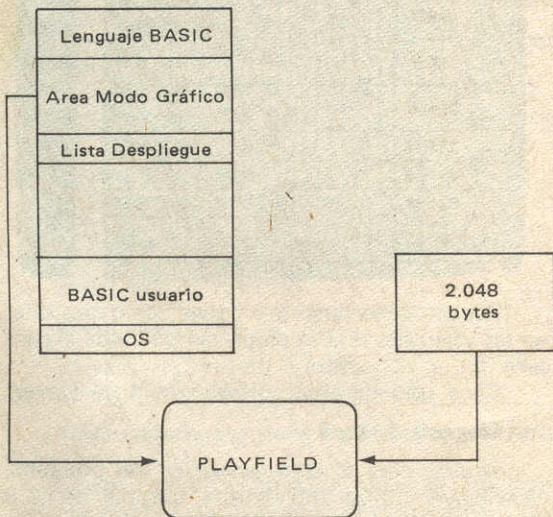 Lenguaje BASIC
Area Modo Gráfico
Lista Despliegue
BASIC usuario
OS
2.048
bytes
PLAYFIELD